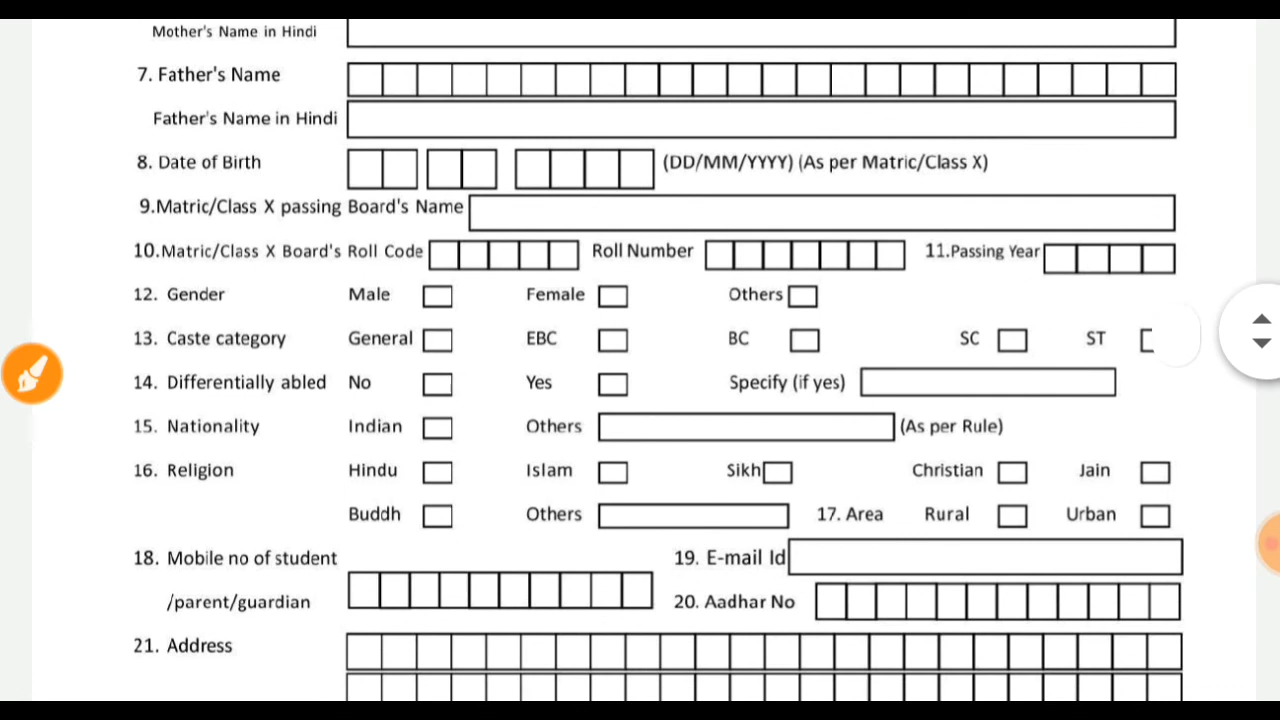 Mother's Name in Hindi
7. Father's Name
Father's Name in Hindi
8. Date of Birth (DD/MM/YYYY) (As per Matric/Class X)
9.Matric/Class X passing Board's Name
10.Matric/Class X Board's Roll Code Roll Number 11.Passing Year
12. Gender Male Female Others
13. Caste category General EBC BC SC ST
14. Differentially abled No Yes Specify (if yes)
15. Nationality Indian Others (As per Rule)
16. Religion Hindu Islam Sikh Christian Jain
Buddh Others 17. Area Rural Urban
18. Mobile no of student 19. E-mail Id
/parent/guardian 20. Aadhar No
21. Address